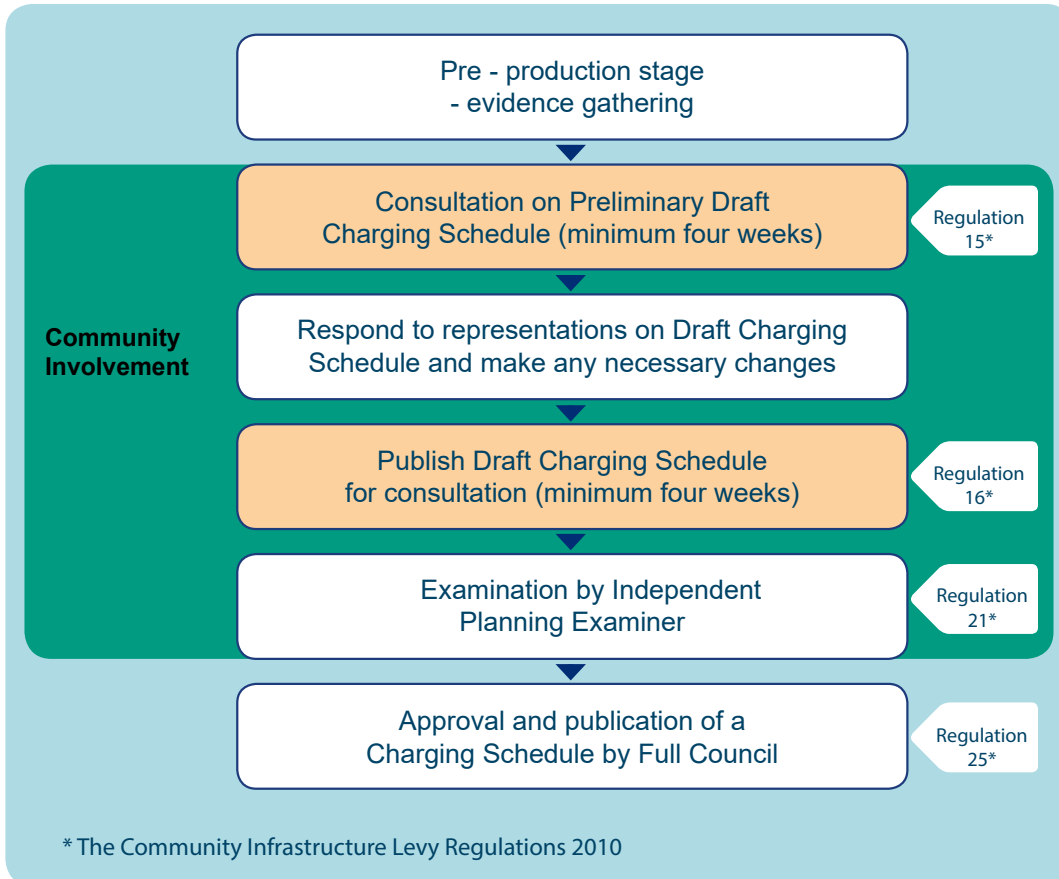 Pre - production stage
- evidence gathering
Consultation on Preliminary Draft
Charging Schedule (minimum four weeks)
Regulation
15*
Community
Involvement
Respond to representations on Draft Charging
Schedule and make any necessary changes
Publish Draft Charging Schedule
for consultation (minimum four weeks)
Regulation
16*
Examination by Independent
Planning Examiner
Regulation
21*
Approval and publication of a
Charging Schedule by Full Council
Regulation
25*
* The Community Infrastructure Levy Regulations 2010